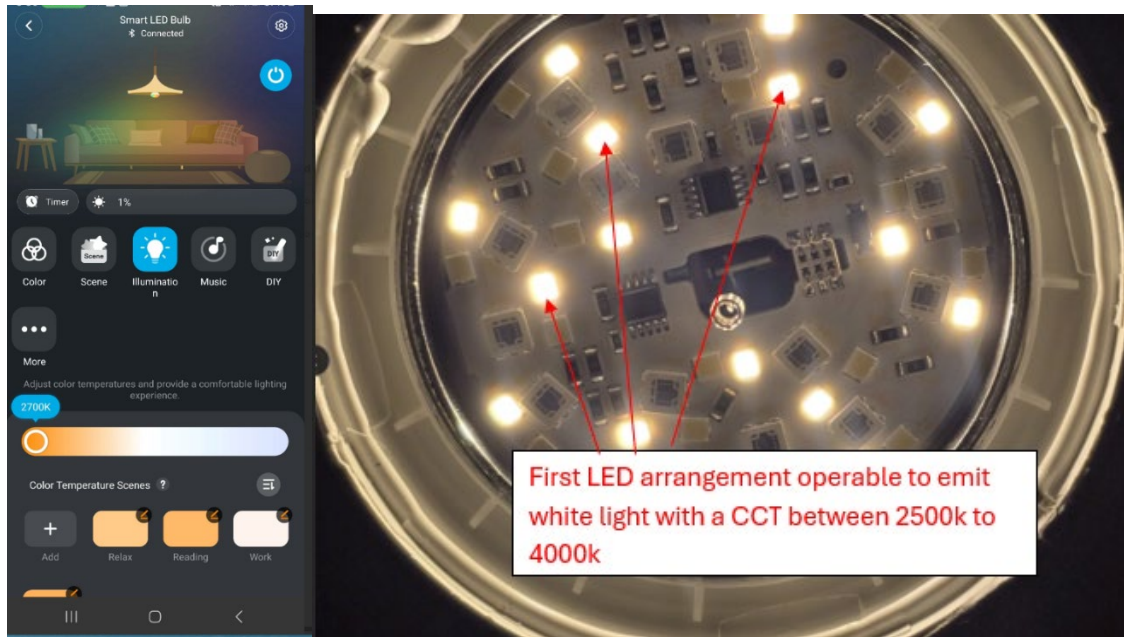 Smart LED Bulb
Connected
Timer
1%
Color
Scene
Scene
Illuminatio
n
Music
DIY
DIY
More
Adjust color temperatures and provide a comfortable lighting
experience.
2700K
Color Temperature Scenes ?
Add
Relax
Reading
Work
First LED arrangement operable to emit
white light with a CCT between 2500k to
4000k